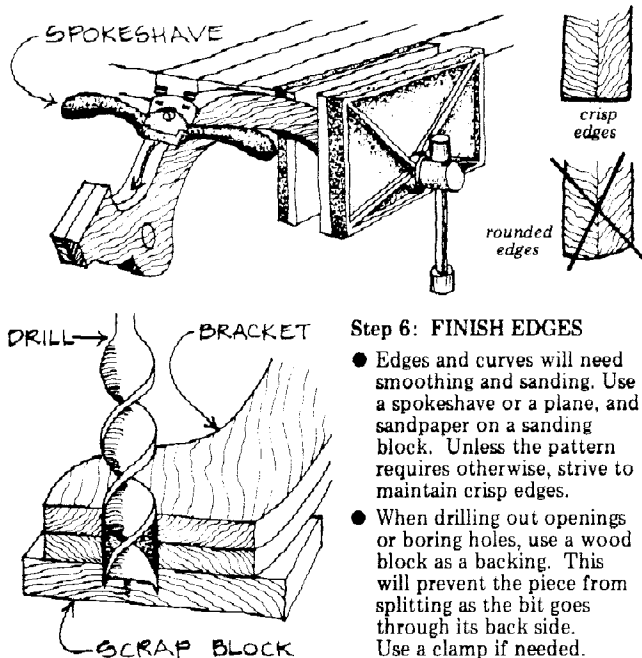 SPOKESHAVE
crisp
edges
rounded
edges
DRILL
BRACKET
SCRAP BLOCK
Step 6: FINISH EDGES
● Edges and curves will need
smoothing and sanding. Use
a spokeshave or a plane, and
sandpaper on a sanding
block. Unless the pattern
requires otherwise, strive to
maintain crisp edges.
● When drilling out openings
or boring holes, use a wood
block as a backing. This
will prevent the piece from
splitting as the bit goes
through its back side.
Use a clamp if needed.